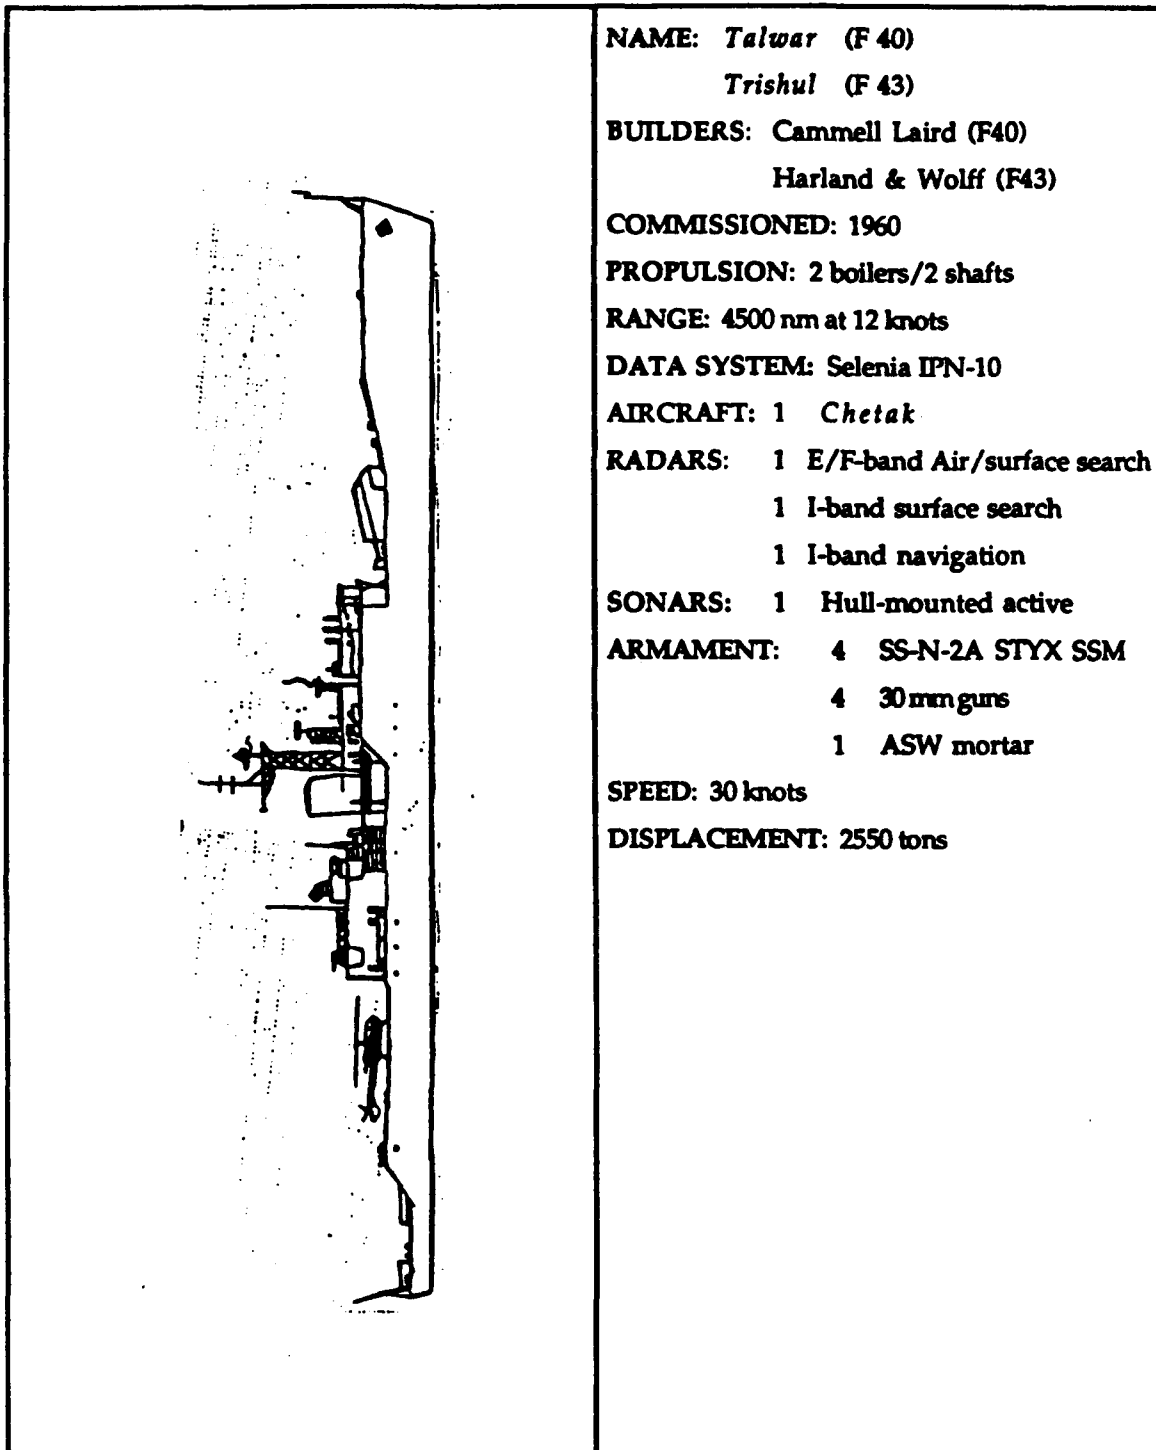 NAME: Talwar (F 40)
Trishul (F 43)
BUILDERS: Cammell Laird (F40)
Harland & Wolff (F43)
COMMISSIONED: 1960
PROPULSION: 2 boilers/2 shafts
RANGE: 4500 nm at 12 knots
DATA SYSTEM: Selenia IPN-10
AIRCRAFT: 1 Chetak
RADARS: 1 E/F-band Air/surface search
1 I-band surface search
1 I-band navigation
SONARS: 1 Hull-mounted active
ARMAMENT: 4 SS-N-2A STYX SSM
4 30 mm guns
1 ASW mortar
SPEED: 30 knots
DISPLACEMENT: 2550 tons